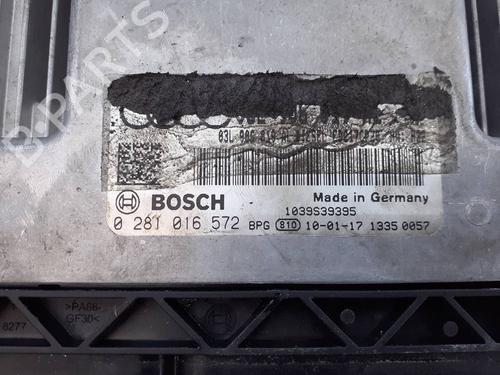 B-PARTS
BOSCH
Made in Germany
1039S39395
0 281 016 572 BPG 810 10-01-17 1335 0057
>PA66-
GF30<
8277